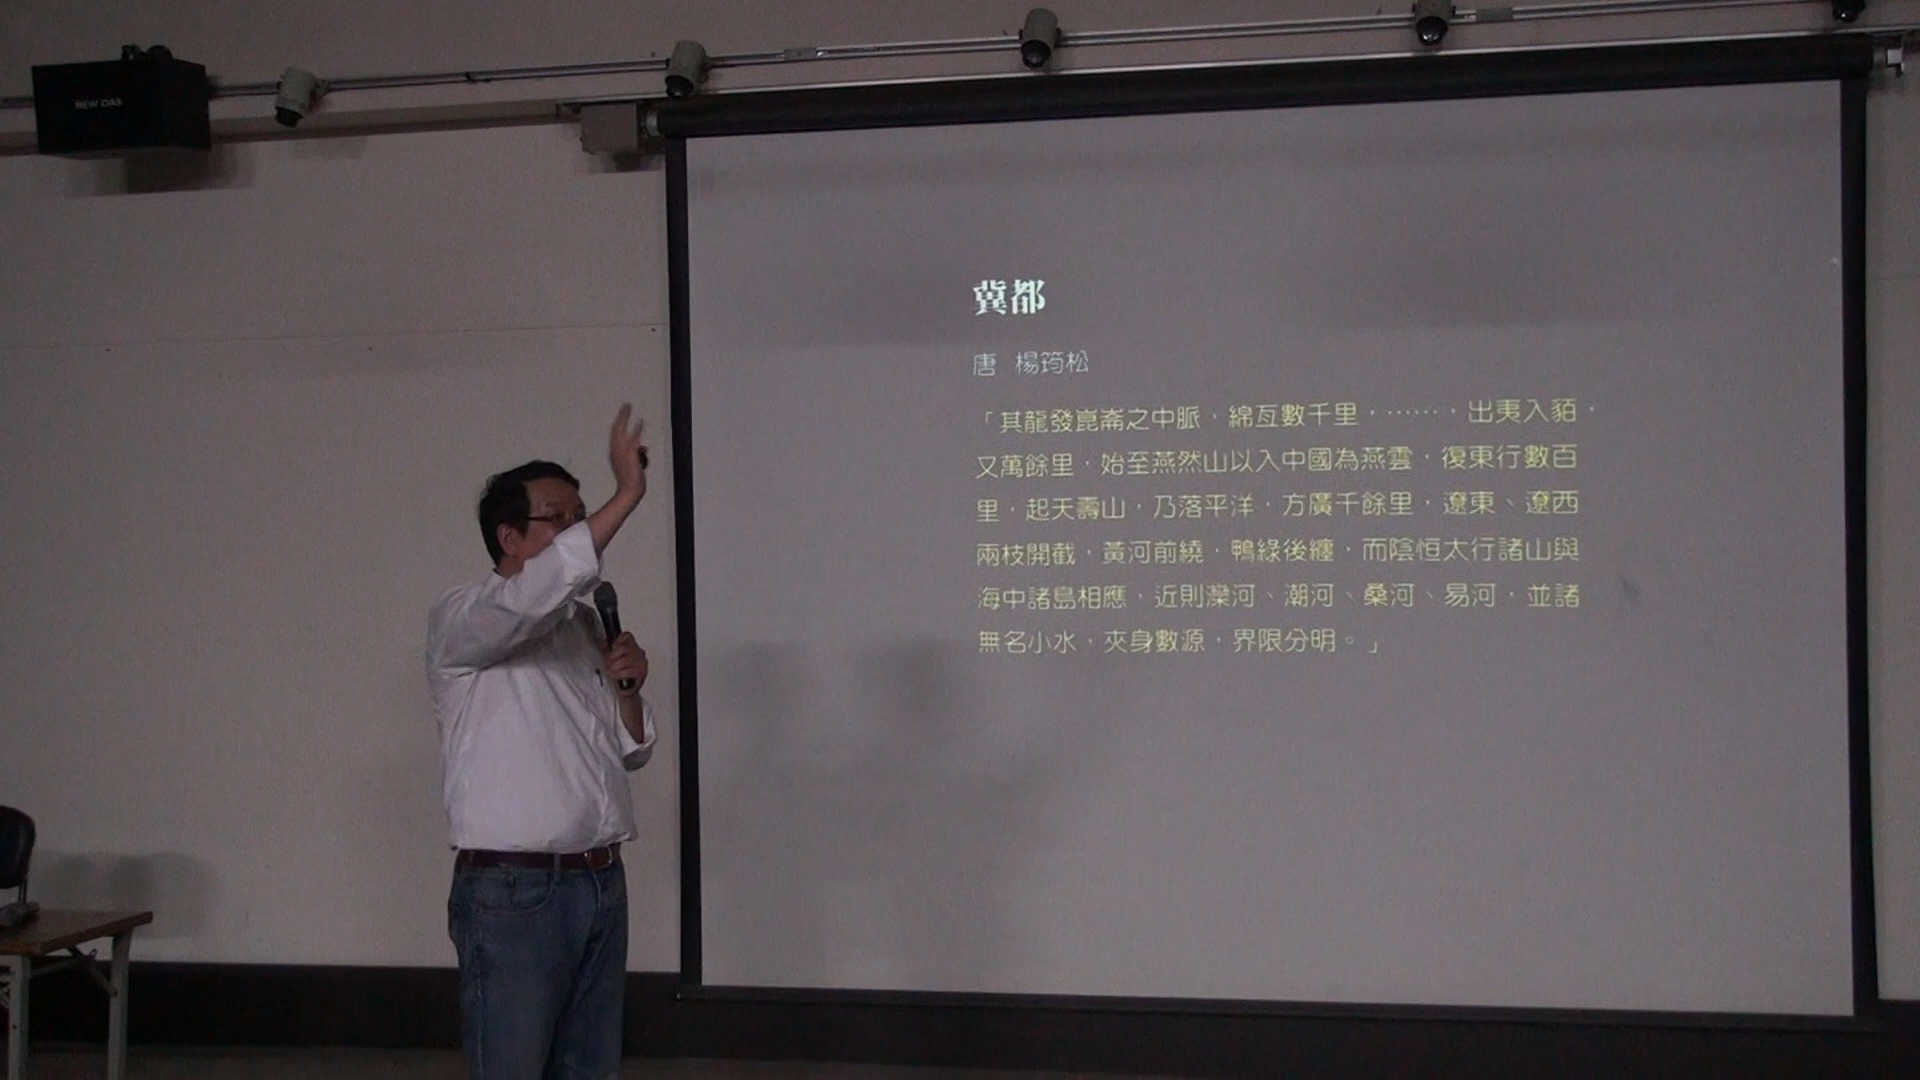 NEW OAS
冀都
唐 楊筠松
「其龍發崑崙之中脈，綿亙數千里，……，出夷入貊，
又萬餘里，始至燕然山以入中國為燕雲，復東行數百
里，起天壽山，乃落平洋，方廣千餘里，遼東、遼西
兩枝開截，黃河前繞，鴨綠後纏，而陰恒太行諸山與
海中諸島相應，近則灤河、潮河、桑河、易河，並諸
無名小水，夾身數源，界限分明。」